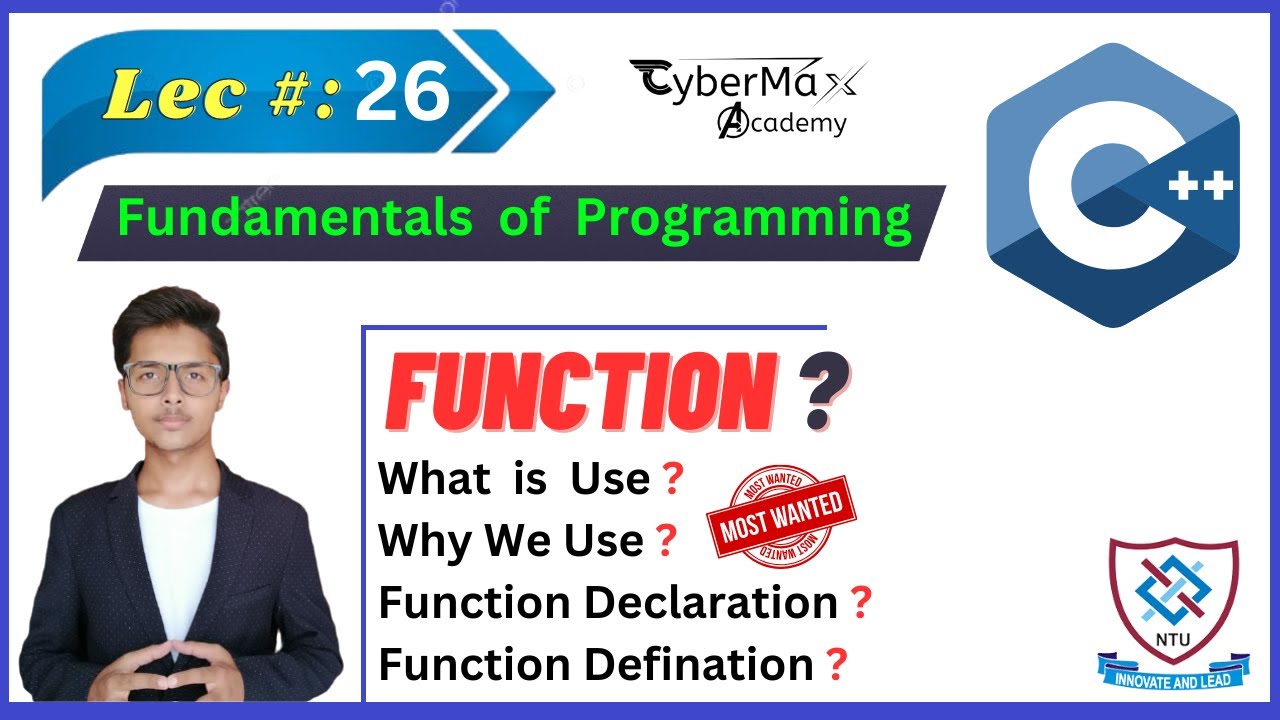 Lec #: 26
CyberMax
Academy
C++
Fundamentals of Programming
FUNCTION ?
What is Use ?
Why We Use ?
MOST WANTED
MOST WANTED
MOST WANTED
Function Declaration ?
Function Defination ?
NTU
INNOVATE AND LEAD